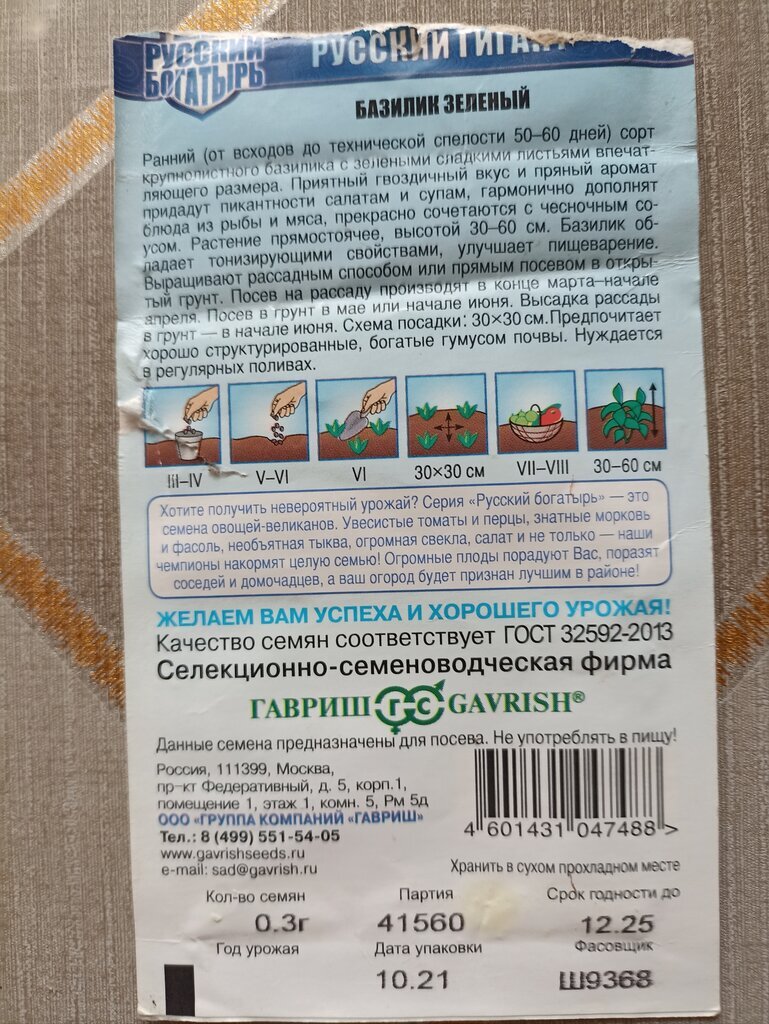 РУССКИЙ
БОГАТЫРЬ
РУССКИЙ
БАЗИЛИК ЗЕЛЕНЫЙ
Ранний (от всходов до технической спелости 50–60 дней) сорт
крупнолистного базилика с зелеными сладкими листьями впечат-
ляющего размера. Приятный гвоздичный вкус и пряный аромат
придадут пикантности салатам и супам, гармонично дополнят
блюда из рыбы и мяса, прекрасно сочетаются с чесночным со-
усом. Растение прямостоячее, высотой 30–60 см. Базилик об-
ладает тонизирующими свойствами, улучшает пищеварение.
Выращивают рассадным способом или прямым посевом в откры-
тый грунт. Посев на рассаду производят в конце марта–начале
апреля. Посев в грунт в мае или начале июня. Высадка рассады
в грунт — в начале июня. Схема посадки: 30×30 см. Предпочитает
хорошо структурированные, богатые гумусом почвы. Нуждается
в регулярных поливах.
III–IV V–VI VI 30×30 см VII–VIII 30–60 см
Хотите получить невероятный урожай? Серия «Русский богатырь» — это
семена овощей-великанов. Увесистые томаты и перцы, знатные морковь
и фасоль, необъятная тыква, огромная свекла, салат и не только — наши
чемпионы накормят целую семью! Огромные плоды порадуют Вас, поразят
соседей и домочадцев, а ваш огород будет признан лучшим в районе!
ЖЕЛАЕМ ВАМ УСПЕХА И ХОРОШЕГО УРОЖАЯ!
Качество семян соответствует ГОСТ 32592-2013
Селекционно-семеноводческая фирма
ГАВРИШ ГС GAVRISH®
Данные семена предназначены для посева. Не употреблять в пищу!
Россия, 111399, Москва,
пр-кт Федеративный, д. 5, корп.1,
помещение 1, этаж 1, комн. 5, Рм 5д
ООО «ГРУППА КОМПАНИЙ «ГАВРИШ»
Тел.: 8 (499) 551-54-05
www.gavrishseeds.ru
e-mail: sad@gavrish.ru
4 601431 047488 >
Хранить в сухом прохладном месте
Кол-во семян Партия Срок годности до
0.3г 41560 12.25
Год урожая Дата упаковки Фасовщик
10.21 Ш9368